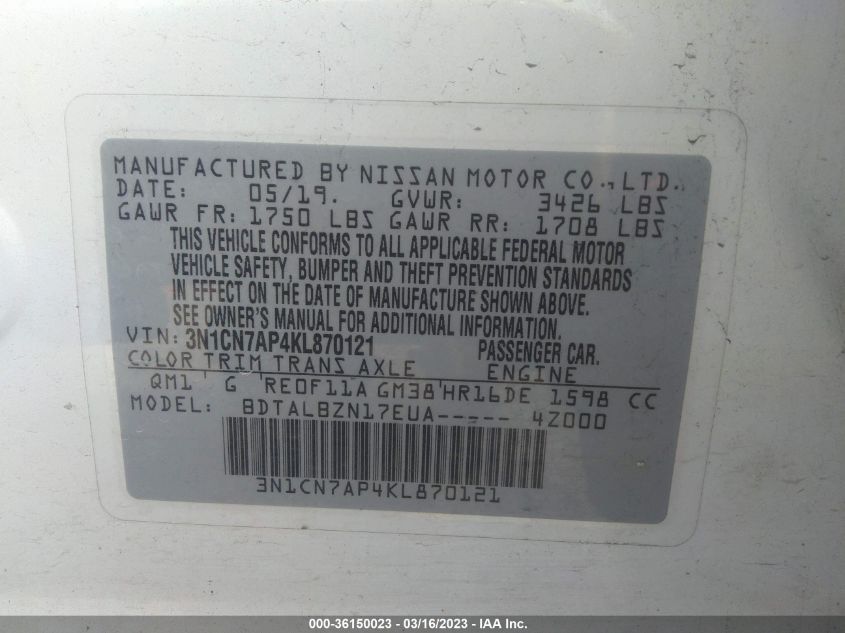 MANUFACTURED BY NISSAN MOTOR CO., LTD.
DATE: 05/19. GVWR: 3426 LBS
GAWR FR: 1750 LBS GAWR RR: 1708 LBS
THIS VEHICLE CONFORMS TO ALL APPLICABLE FEDERAL MOTOR
VEHICLE SAFETY, BUMPER AND THEFT PREVENTION STANDARDS
IN EFFECT ON THE DATE OF MANUFACTURE SHOWN ABOVE.
SEE OWNER'S MANUAL FOR ADDITIONAL INFORMATION.
VIN: 3N1CN7AP4KL870121 PASSENGER CAR.
COLOR TRIM TRANS AXLE ENGINE
QM1 G RE0F11A GM38 HR16DE 1598 CC
MODEL: BDTALBZN17EUA----- 4Z000
3N1CN7AP4KL870121
000-36150023 - 03/16/2023 - IAA Inc.